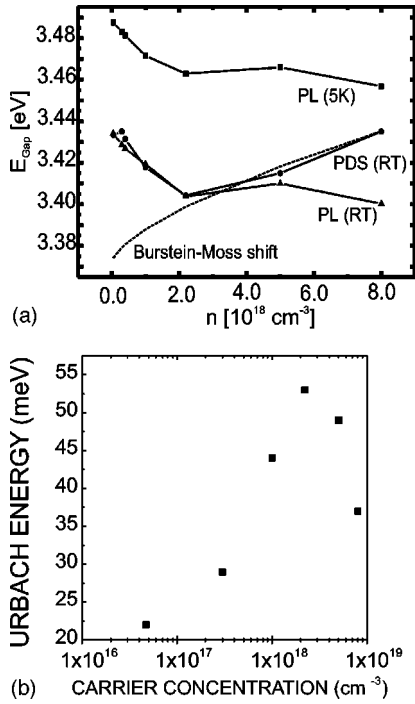 (a)
E_Gap [eV]
3.48
3.46
3.44
3.42
3.40
3.38
PL (5K)
PDS (RT)
PL (RT)
Burstein-Moss shift
0.0 2.0 4.0 6.0 8.0
n [10^18 cm^-3]
(b)
URBACH ENERGY (meV)
55
50
45
40
35
30
25
20
1x10^16 1x10^17 1x10^18 1x10^19
CARRIER CONCENTRATION (cm^-3)